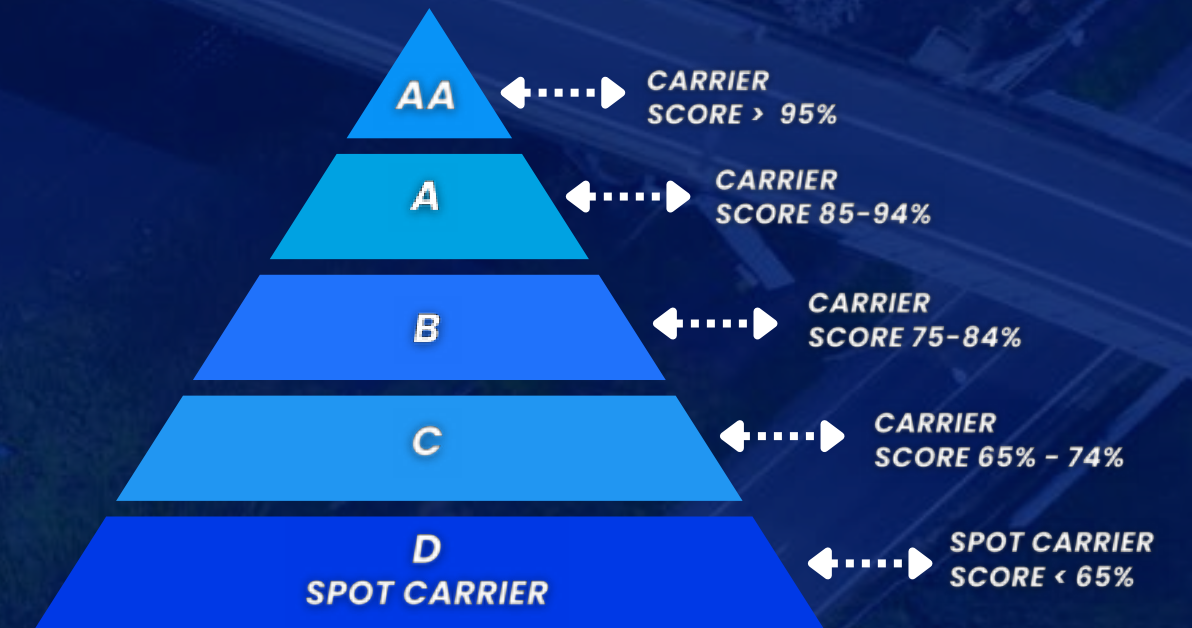 AA
CARRIER
SCORE > 95%
A
CARRIER
SCORE 85-94%
B
CARRIER
SCORE 75-84%
C
CARRIER
SCORE 65% - 74%
D
SPOT CARRIER
SPOT CARRIER
SCORE < 65%